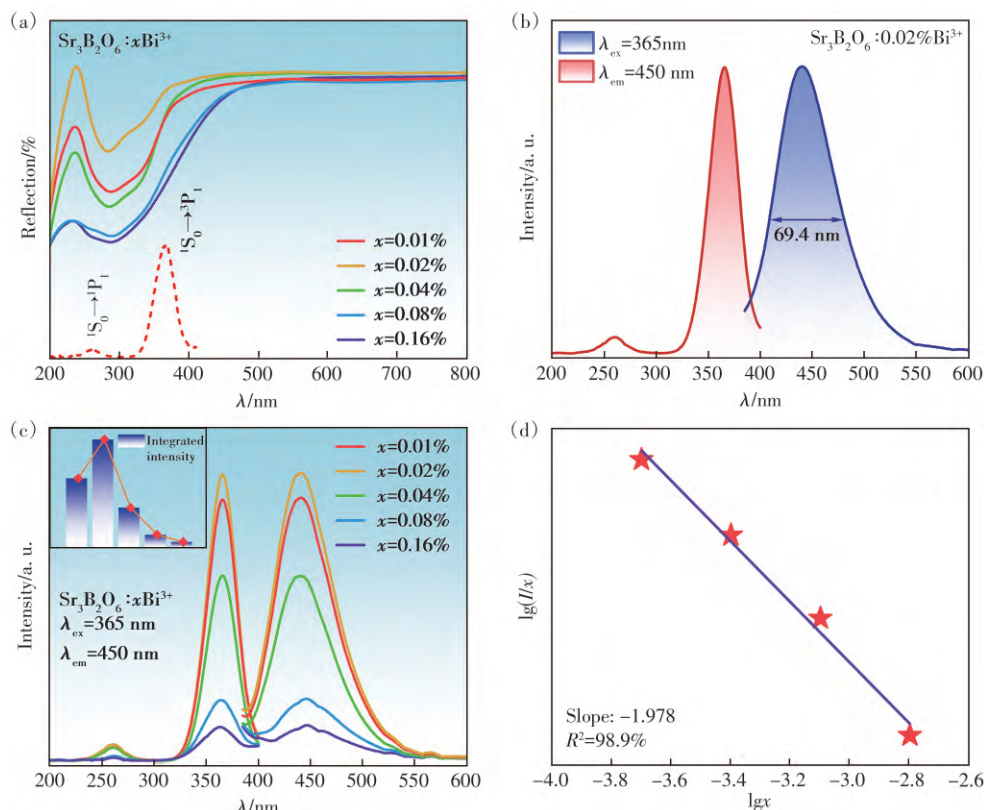 (a)
Sr₃B₂O₆:xBi³⁺
Reflection/%
¹S₀→¹P₁
¹S₀→³P₁
x=0.01%
x=0.02%
x=0.04%
x=0.08%
x=0.16%
200 300 400 500 600 700 800
λ/nm
(b)
λex=365nm
λem=450 nm
Sr₃B₂O₆:0.02%Bi³⁺
Intensity/a. u.
69.4 nm
200 250 300 350 400 450 500 550 600
λ/nm
(c)
Integrated
intensity
x=0.01%
x=0.02%
x=0.04%
x=0.08%
x=0.16%
Intensity/a. u.
Sr₃B₂O₆:xBi³⁺
λex=365 nm
λem=450 nm
200 250 300 350 400 450 500 550 600
λ/nm
(d)
lg(I/x)
Slope: −1.978
R²=98.9%
−4.0 −3.6 −3.4 −3.1 −3.0 −2.8 −2.6
lgx